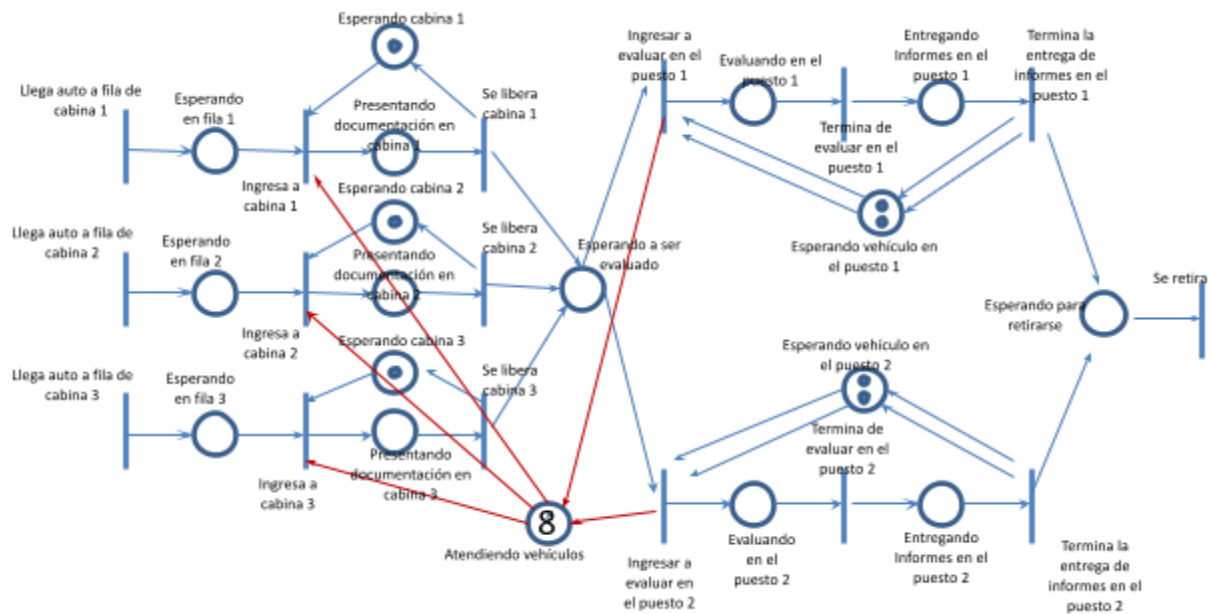 Esperando cabina 1
Llega auto a fila de
cabina 1
Esperando
en fila 1
Presentando
documentación en
cabina 1
Se libera
cabina 1
Ingresa a
cabina 1
Esperando cabina 2
Llega auto a fila de
cabina 2
Esperando
en fila 2
Presentando
documentación en
cabina 2
Se libera
cabina 2
Ingresa a
cabina 2
Esperando cabina 3
Llega auto a fila de
cabina 3
Esperando
en fila 3
Se libera
cabina 3
Presentando
documentación en
cabina 3
Ingresa a
cabina 3
8
Atendiendo vehículos
Esperando a ser
evaluado
Ingresar a
evaluar en el
puesto 1
Evaluando en el
puesto 1
Entregando
Informes en el
puesto 1
Termina la
entrega de
informes en el
puesto 1
Termina de
evaluar en el
puesto 1
Esperando vehículo en
el puesto 1
Esperando para
retirarse
Se retira
Esperando vehículo en
el puesto 2
Termina de
evaluar en el
puesto 2
Ingresar a
evaluar en
el puesto 2
Evaluando
en el
puesto 2
Entregando
Informes en el
puesto 2
Termina la
entrega de
informes en el
puesto 2